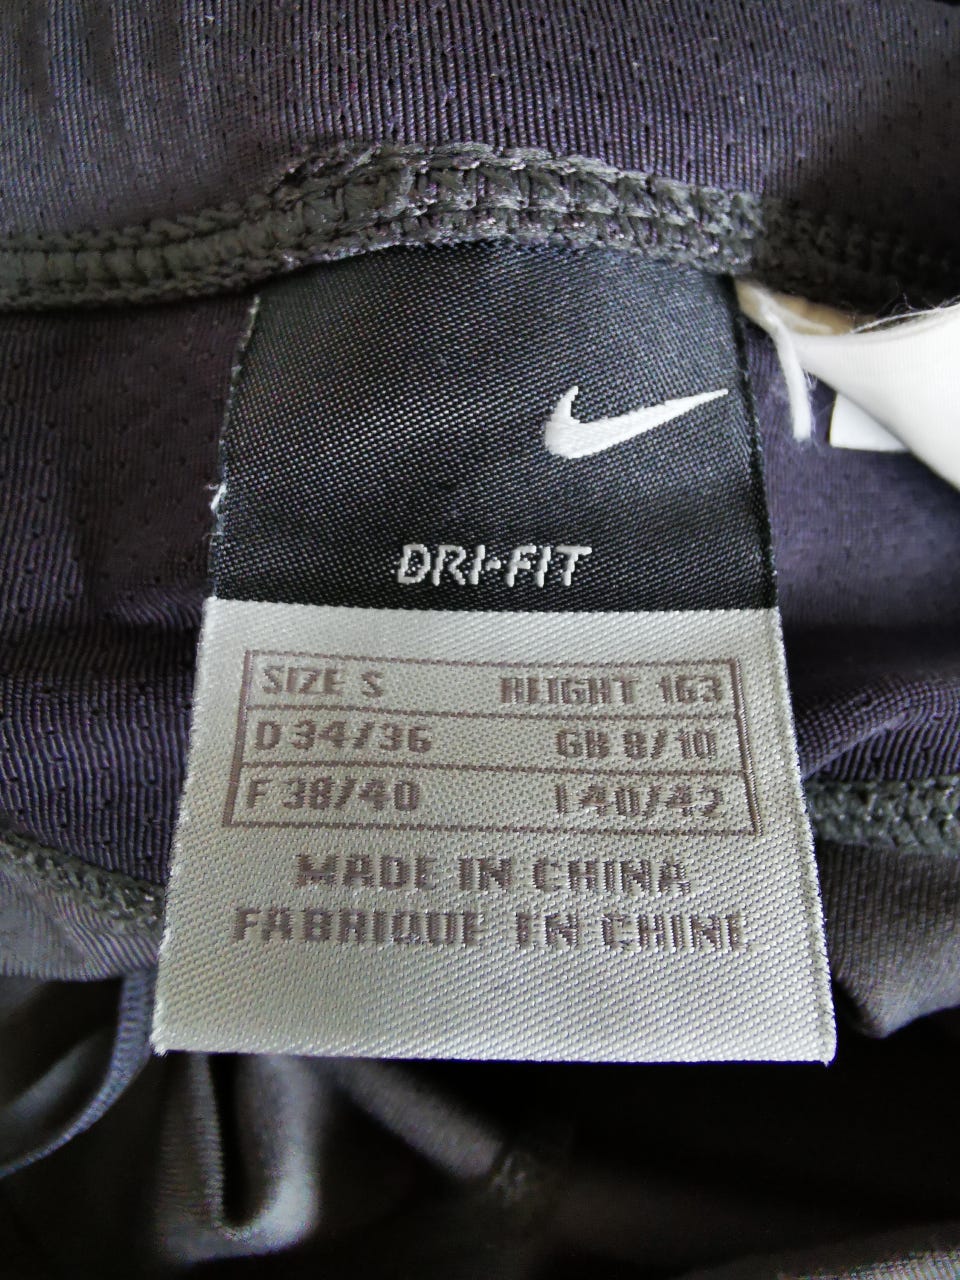 DRI-FIT
SIZE S HEIGHT 163
D 34/36 GB 8/10
F 38/40 I 40/42
MADE IN CHINA
FABRIQUE EN CHINE